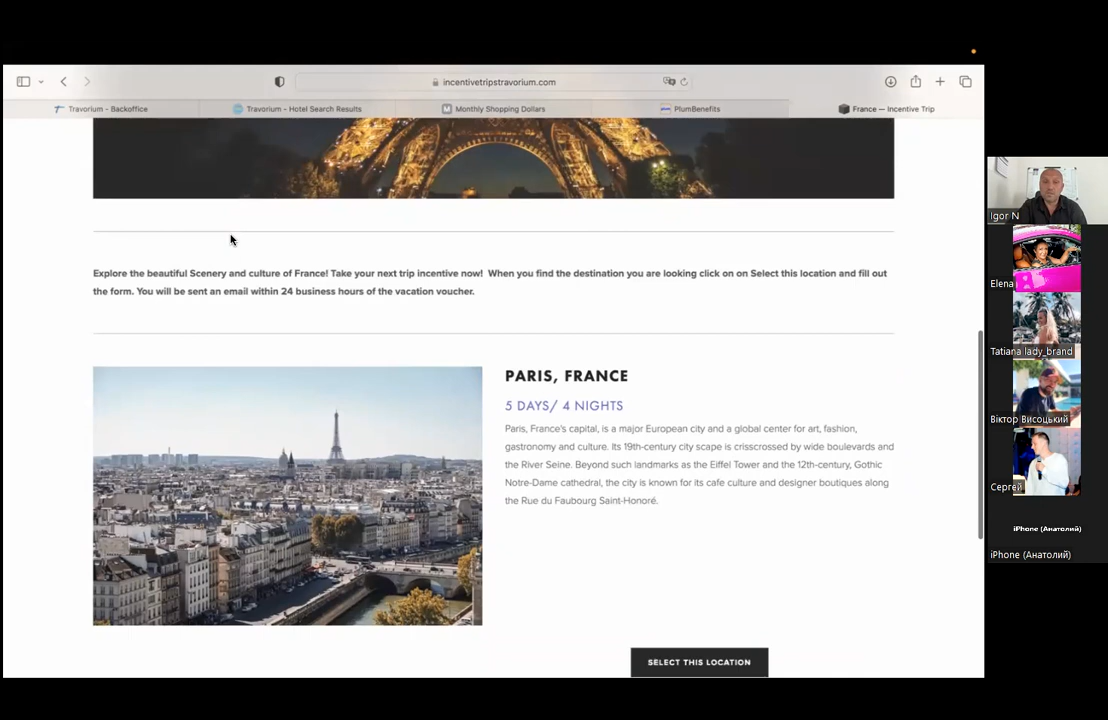 incentivetripstravorium.com
Travorium - Backoffice
Travorium - Hotel Search Results
Monthly Shopping Dollars
PlumBenefits
France — Incentive Trip
Explore the beautiful Scenery and culture of France! Take your next trip incentive now! When you find the destination you are looking click on on Select this location and fill out
the form. You will be sent an email within 24 business hours of the vacation voucher.
PARIS, FRANCE
5 DAYS/ 4 NIGHTS
Paris, France's capital, is a major European city and a global center for art, fashion,
gastronomy and culture. Its 19th-century city scape is crisscrossed by wide boulevards and
the River Seine. Beyond such landmarks as the Eiffel Tower and the 12th-century, Gothic
Notre-Dame cathedral, the city is known for its cafe culture and designer boutiques along
the Rue du Faubourg Saint-Honoré.
SELECT THIS LOCATION
Igor N
Elena
Tatiana lady_brand
Віктор Висоцький
Сергей
iPhone (Анатолий)
iPhone (Анатолий)